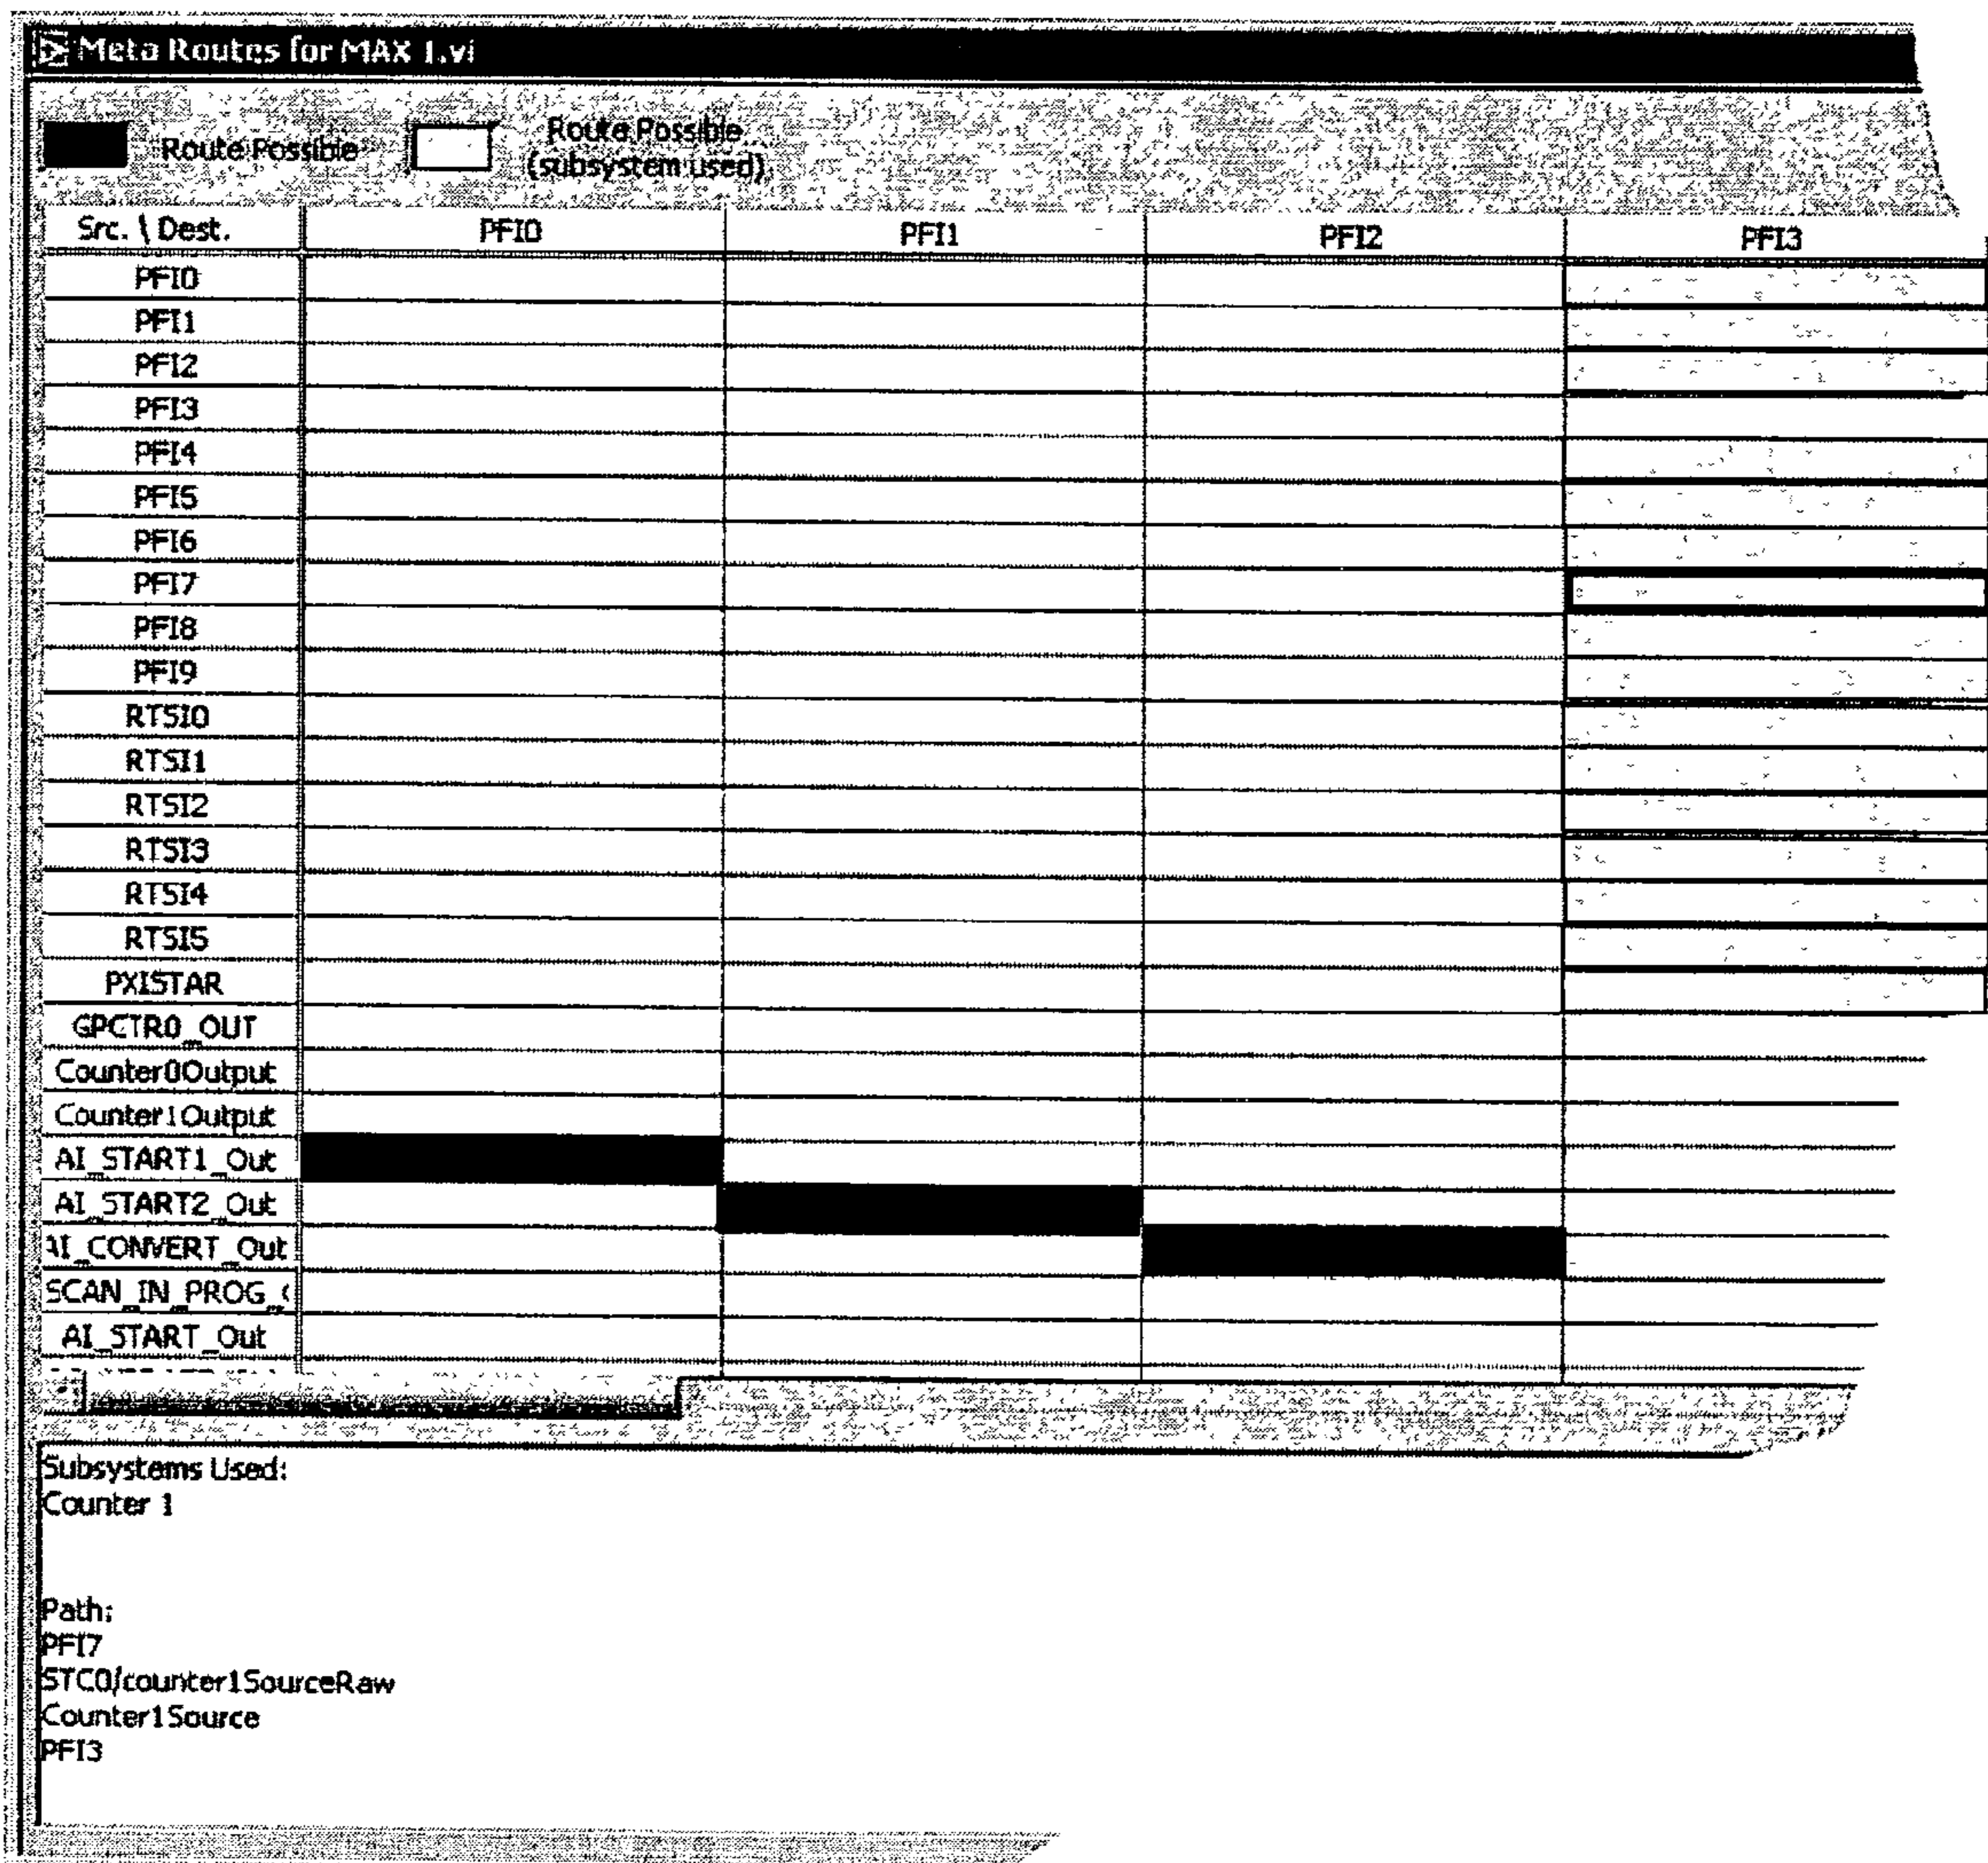 Meta Routes for MAX 1.vi
Route Possible
Route Possible
(subsystem used)
Src. \ Dest. PFI0 PFI1 PFI2 PFI3
PFI0
PFI1
PFI2
PFI3
PFI4
PFI5
PFI6
PFI7
PFI8
PFI9
RTSI0
RTSI1
RTSI2
RTSI3
RTSI4
RTSI5
PXISTAR
GPCTR0_OUT
Counter0Output
Counter1Output
AI_START1_Out
AI_START2_Out
AI_CONVERT_Out
SCAN_IN_PROG_
AI_START_Out
Subsystems Used:
Counter 1
Path:
PFI7
STC0/counter1SourceRaw
Counter1Source
PFI3